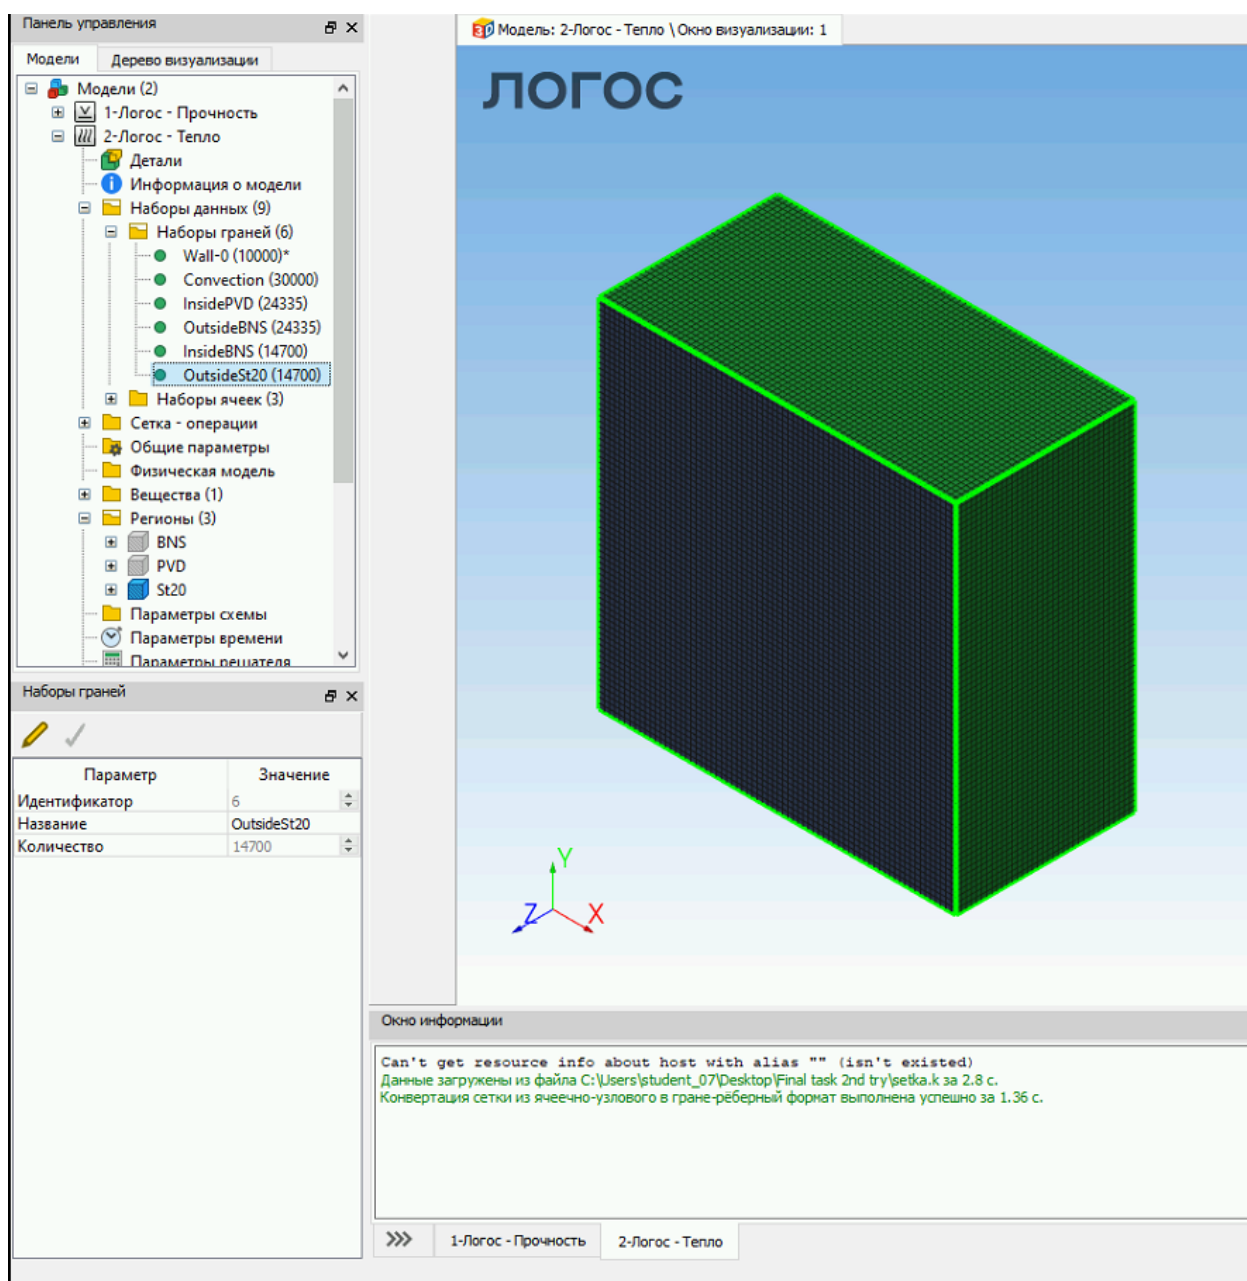 Панель управления
Модели
Дерево визуализации
Модели (2)
1-Логос - Прочность
2-Логос - Тепло
Детали
Информация о модели
Наборы данных (9)
Наборы граней (6)
Wall-0 (10000)*
Convection (30000)
InsidePVD (24335)
OutsideBNS (24335)
InsideBNS (14700)
OutsideSt20 (14700)
Наборы ячеек (3)
Сетка - операции
Общие параметры
Физическая модель
Вещества (1)
Регионы (3)
BNS
PVD
St20
Параметры схемы
Параметры времени
Параметры решателя
Наборы граней
Параметр Значение
Идентификатор 6
Название OutsideSt20
Количество 14700
3D Модель: 2-Логос - Тепло \ Окно визуализации: 1
ЛОГОС
Y
Z X
Окно информации
Can't get resource info about host with alias "" (isn't existed)
Данные загружены из файла C:\Users\student_07\Desktop\Final task 2nd try\setka.k за 2.8 с.
Конвертация сетки из ячеечно-узлового в гране-рёберный формат выполнена успешно за 1.36 с.
1-Логос - Прочность
2-Логос - Тепло